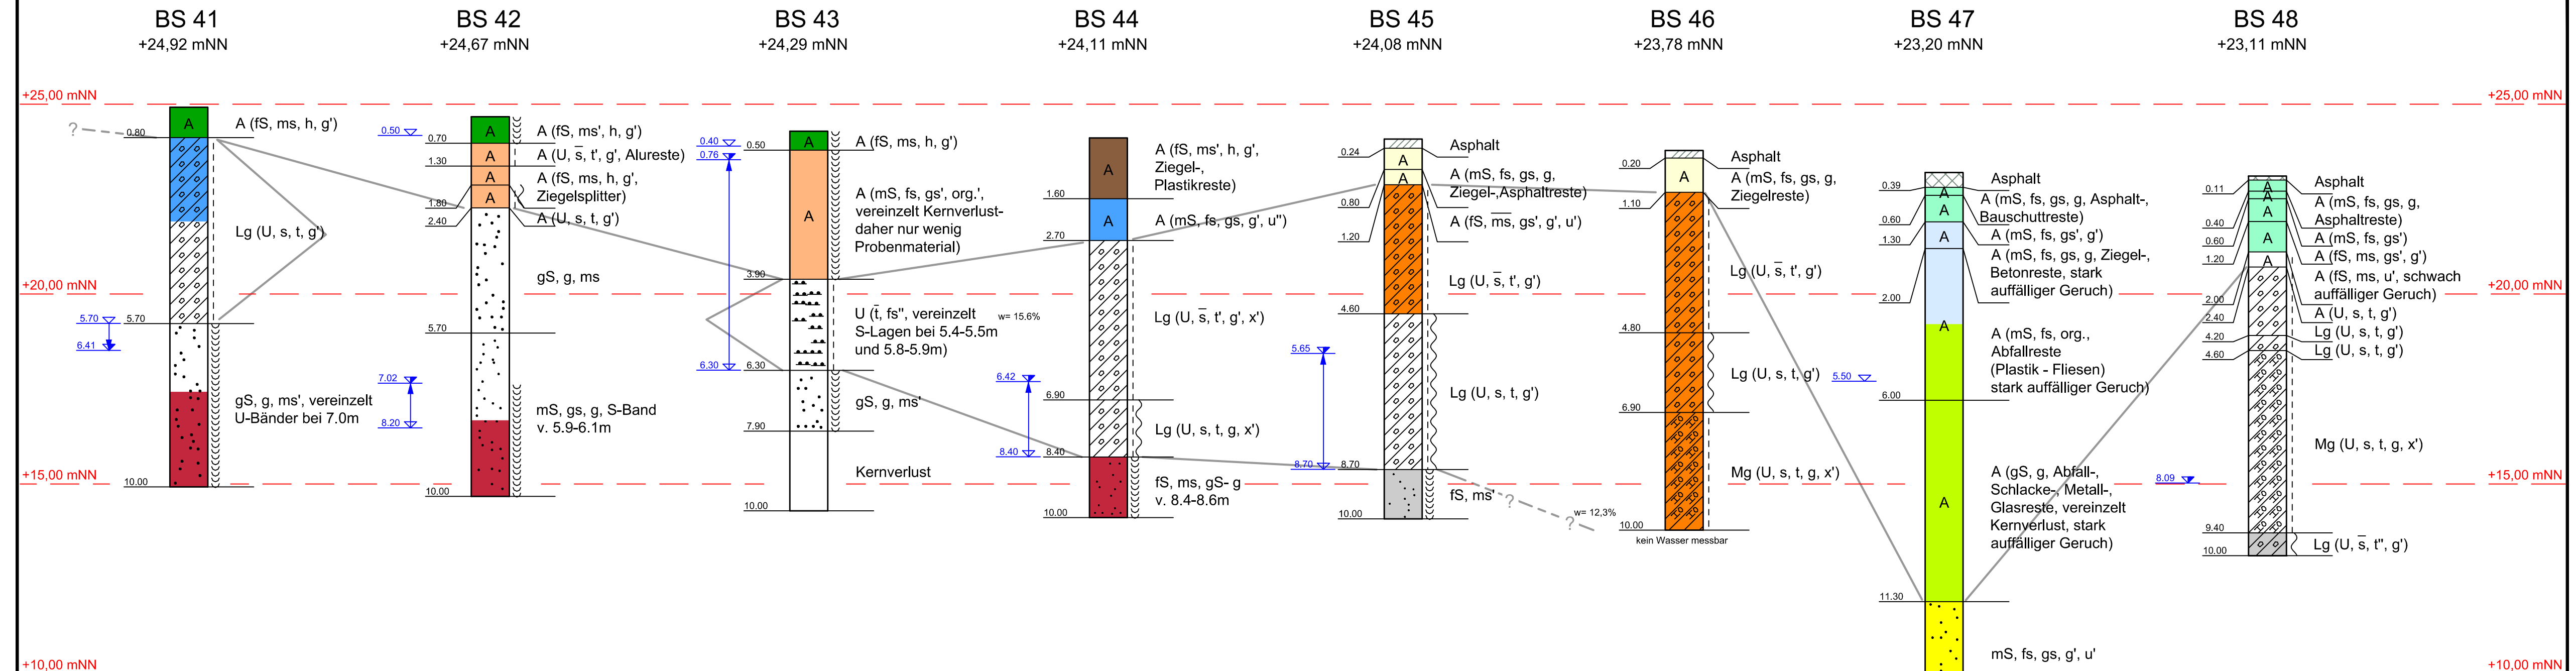 BS 41
+24,92 mNN
BS 42
+24,67 mNN
BS 43
+24,29 mNN
BS 44
+24,11 mNN
BS 45
+24,08 mNN
BS 46
+23,78 mNN
BS 47
+23,20 mNN
BS 48
+23,11 mNN
+25,00 mNN
+25,00 mNN
+20,00 mNN
+20,00 mNN
+15,00 mNN
+15,00 mNN
+10,00 mNN
+10,00 mNN
?
0.80
A
A (fS, ms, h, g')
Lg (U, s, t, g')
5.70
5.70
6.41
gS, g, ms', vereinzelt
U-Bänder bei 7.0m
10.00
0.50
0.70
A
A (fS, ms', h, g')
1.30
A
A (U, s̅, t', g', Alureste)
A
A (fS, ms, h, g',
Ziegelsplitter)
1.80
A
A (U, s, t, g')
2.40
gS, g, ms
5.70
7.02
8.20
mS, gs, g, S-Band
v. 5.9-6.1m
10.00
0.40
0.76
0.50
A
A (fS, ms, h, g')
A
A (mS, fs, gs', org.',
vereinzelt Kernverlust-
daher nur wenig
Probenmaterial)
3.90
U (t̅, fs'', vereinzelt
S-Lagen bei 5.4-5.5m
und 5.8-5.9m)
6.30
6.30
gS, g, ms'
7.90
Kernverlust
10.00
A
A (fS, ms', h, g',
Ziegel-,
Plastikreste)
1.60
A
A (mS, fs, gs, g', u'')
2.70
w= 15.6%
Lg (U, s̅, t', g', x')
6.42
6.90
Lg (U, s, t, g, x')
8.40
8.40
fS, ms, gS- g
v. 8.4-8.6m
10.00
0.24
Asphalt
A
A (mS, fs, gs, g,
Ziegel-,Asphaltreste)
0.80
A
A (fS, m̅s̅, gs', g', u')
1.20
Lg (U, s̅, t', g')
4.60
5.65
Lg (U, s, t, g')
8.70
8.70
fS, ms'
10.00
?
?
w= 12,3%
0.20
Asphalt
A
A (mS, fs, gs, g,
Ziegelreste)
1.10
Lg (U, s̅, t', g')
4.80
Lg (U, s, t, g')
6.90
Mg (U, s, t, g, x')
10.00
kein Wasser messbar
0.39
Asphalt
A
A (mS, fs, gs, g, Asphalt-,
Bauschuttreste)
0.60
A
A (mS, fs, gs', g')
1.30
A
A (mS, fs, gs, g, Ziegel-,
Betonreste, stark
auffälliger Geruch)
2.00
A
A (mS, fs, org.,
Abfallreste
(Plastik - Fliesen)
stark auffälliger Geruch)
5.50
6.00
A
A (gS, g, Abfall-,
Schlacke-, Metall-,
Glasreste, vereinzelt
Kernverlust, stark
auffälliger Geruch)
11.30
mS, fs, gs, g', u'
0.11
Asphalt
A
A (mS, fs, gs, g,
Asphaltreste)
0.40
A
A (mS, fs, gs')
0.60
A
A (fS, ms, gs', g')
1.20
A
A (fS, ms, u', schwach
auffälliger Geruch)
2.00
A
A (U, s, t, g')
2.40
Lg (U, s, t, g')
4.20
Lg (U, s, t, g')
4.60
Mg (U, s, t, g, x')
8.09
9.40
Lg (U, s̅, t'', g')
10.00